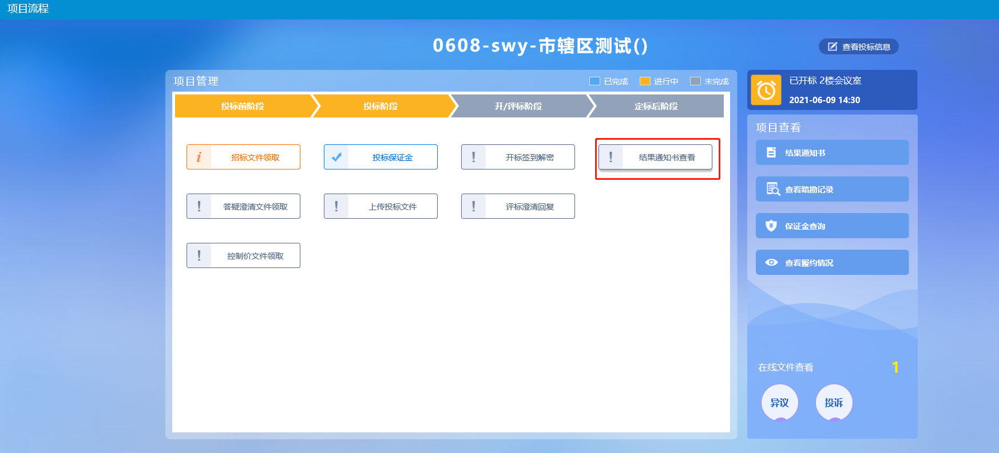 项目流程
0608-swy-市辖区测试()
查看投标信息
项目管理
已完成 进行中 未完成
投标前阶段 投标阶段 开/评标阶段 定标后阶段
招标文件领取 投标保证金 开标签到解密 结果通知书查看
答疑澄清文件领取 上传投标文件 评标澄清回复
控制价文件领取
已开标 2楼会议室
2021-06-09 14:30
项目查看
结果通知书
查看踏勘记录
保证金查询
查看履约情况
在线文件查看 1
异议 投诉